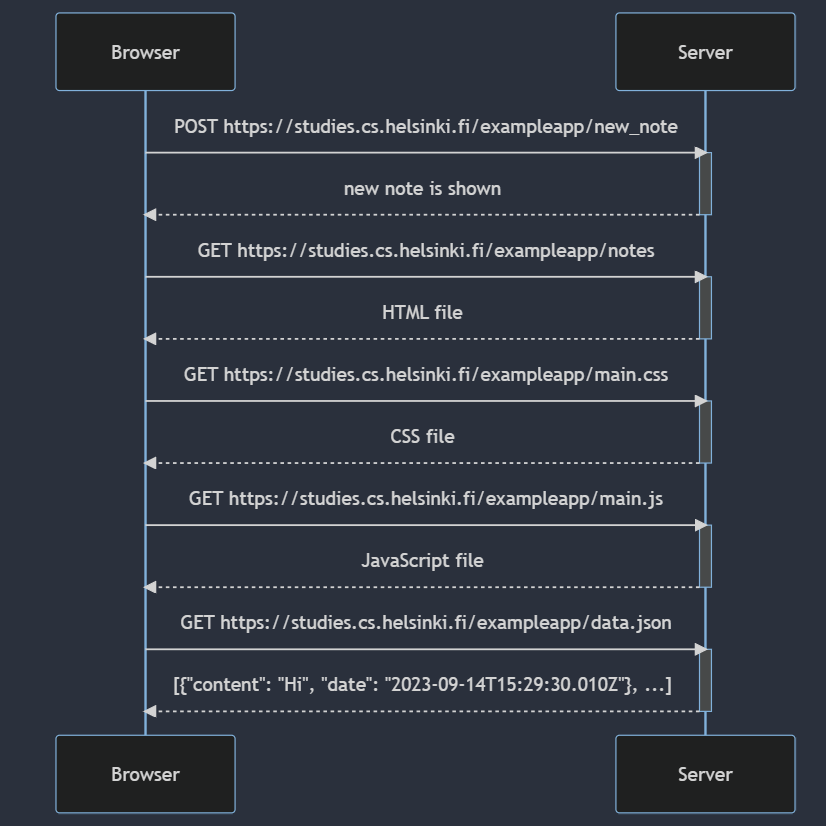 Browser
Server
POST https://studies.cs.helsinki.fi/exampleapp/new_note
new note is shown
GET https://studies.cs.helsinki.fi/exampleapp/notes
HTML file
GET https://studies.cs.helsinki.fi/exampleapp/main.css
CSS file
GET https://studies.cs.helsinki.fi/exampleapp/main.js
JavaScript file
GET https://studies.cs.helsinki.fi/exampleapp/data.json
[{"content": "Hi", "date": "2023-09-14T15:29:30.010Z"}, ...]
Browser
Server